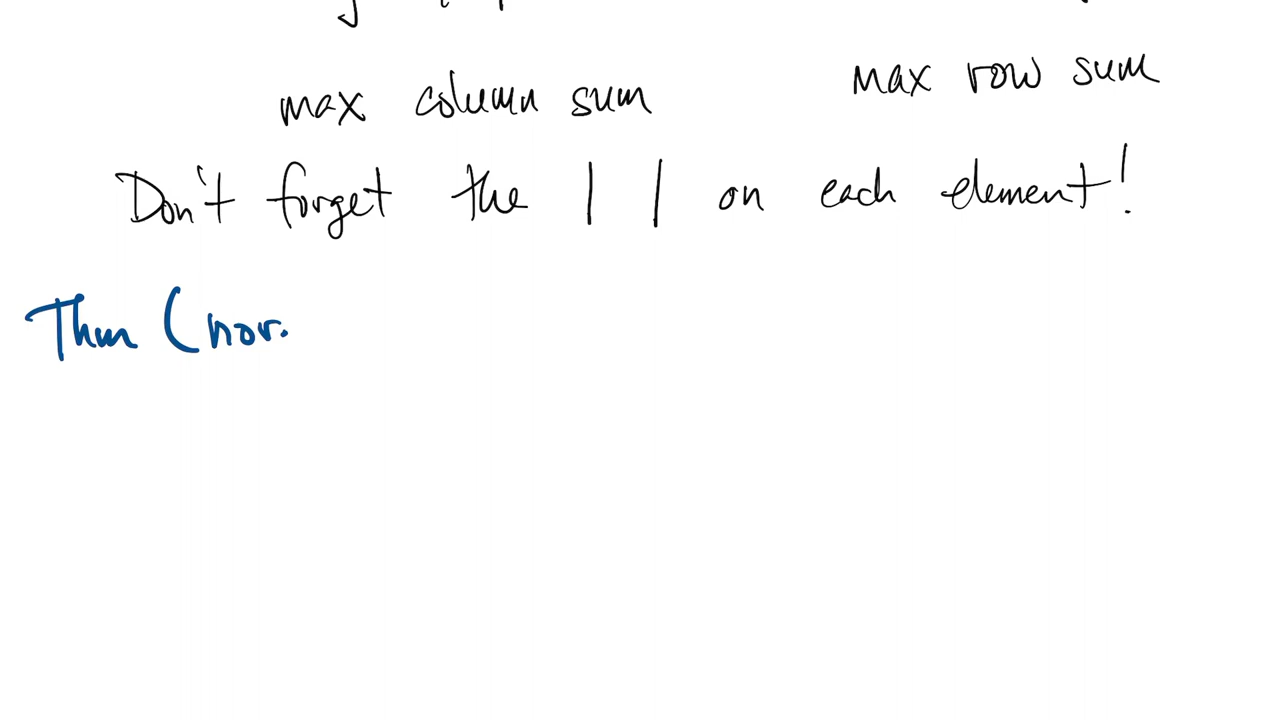 max column sum max row sum
Don't forget the | | on each element!
Thm (nor.